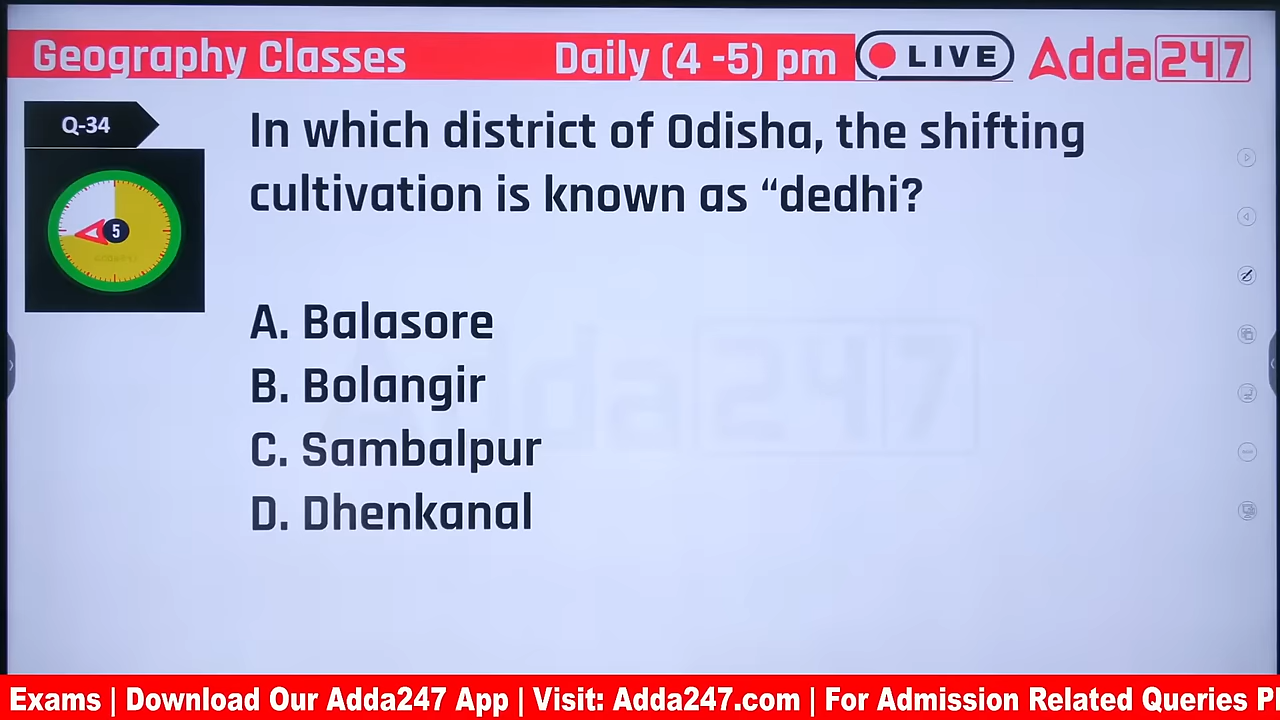 Geography Classes Daily (4 -5) pm LIVE Adda247
Q-34
In which district of Odisha, the shifting
cultivation is known as “dedhi?
5
A. Balasore
B. Bolangir
C. Sambalpur
D. Dhenkanal
Adda247
Exams | Download Our Adda247 App | Visit: Adda247.com | For Admission Related Queries Pl